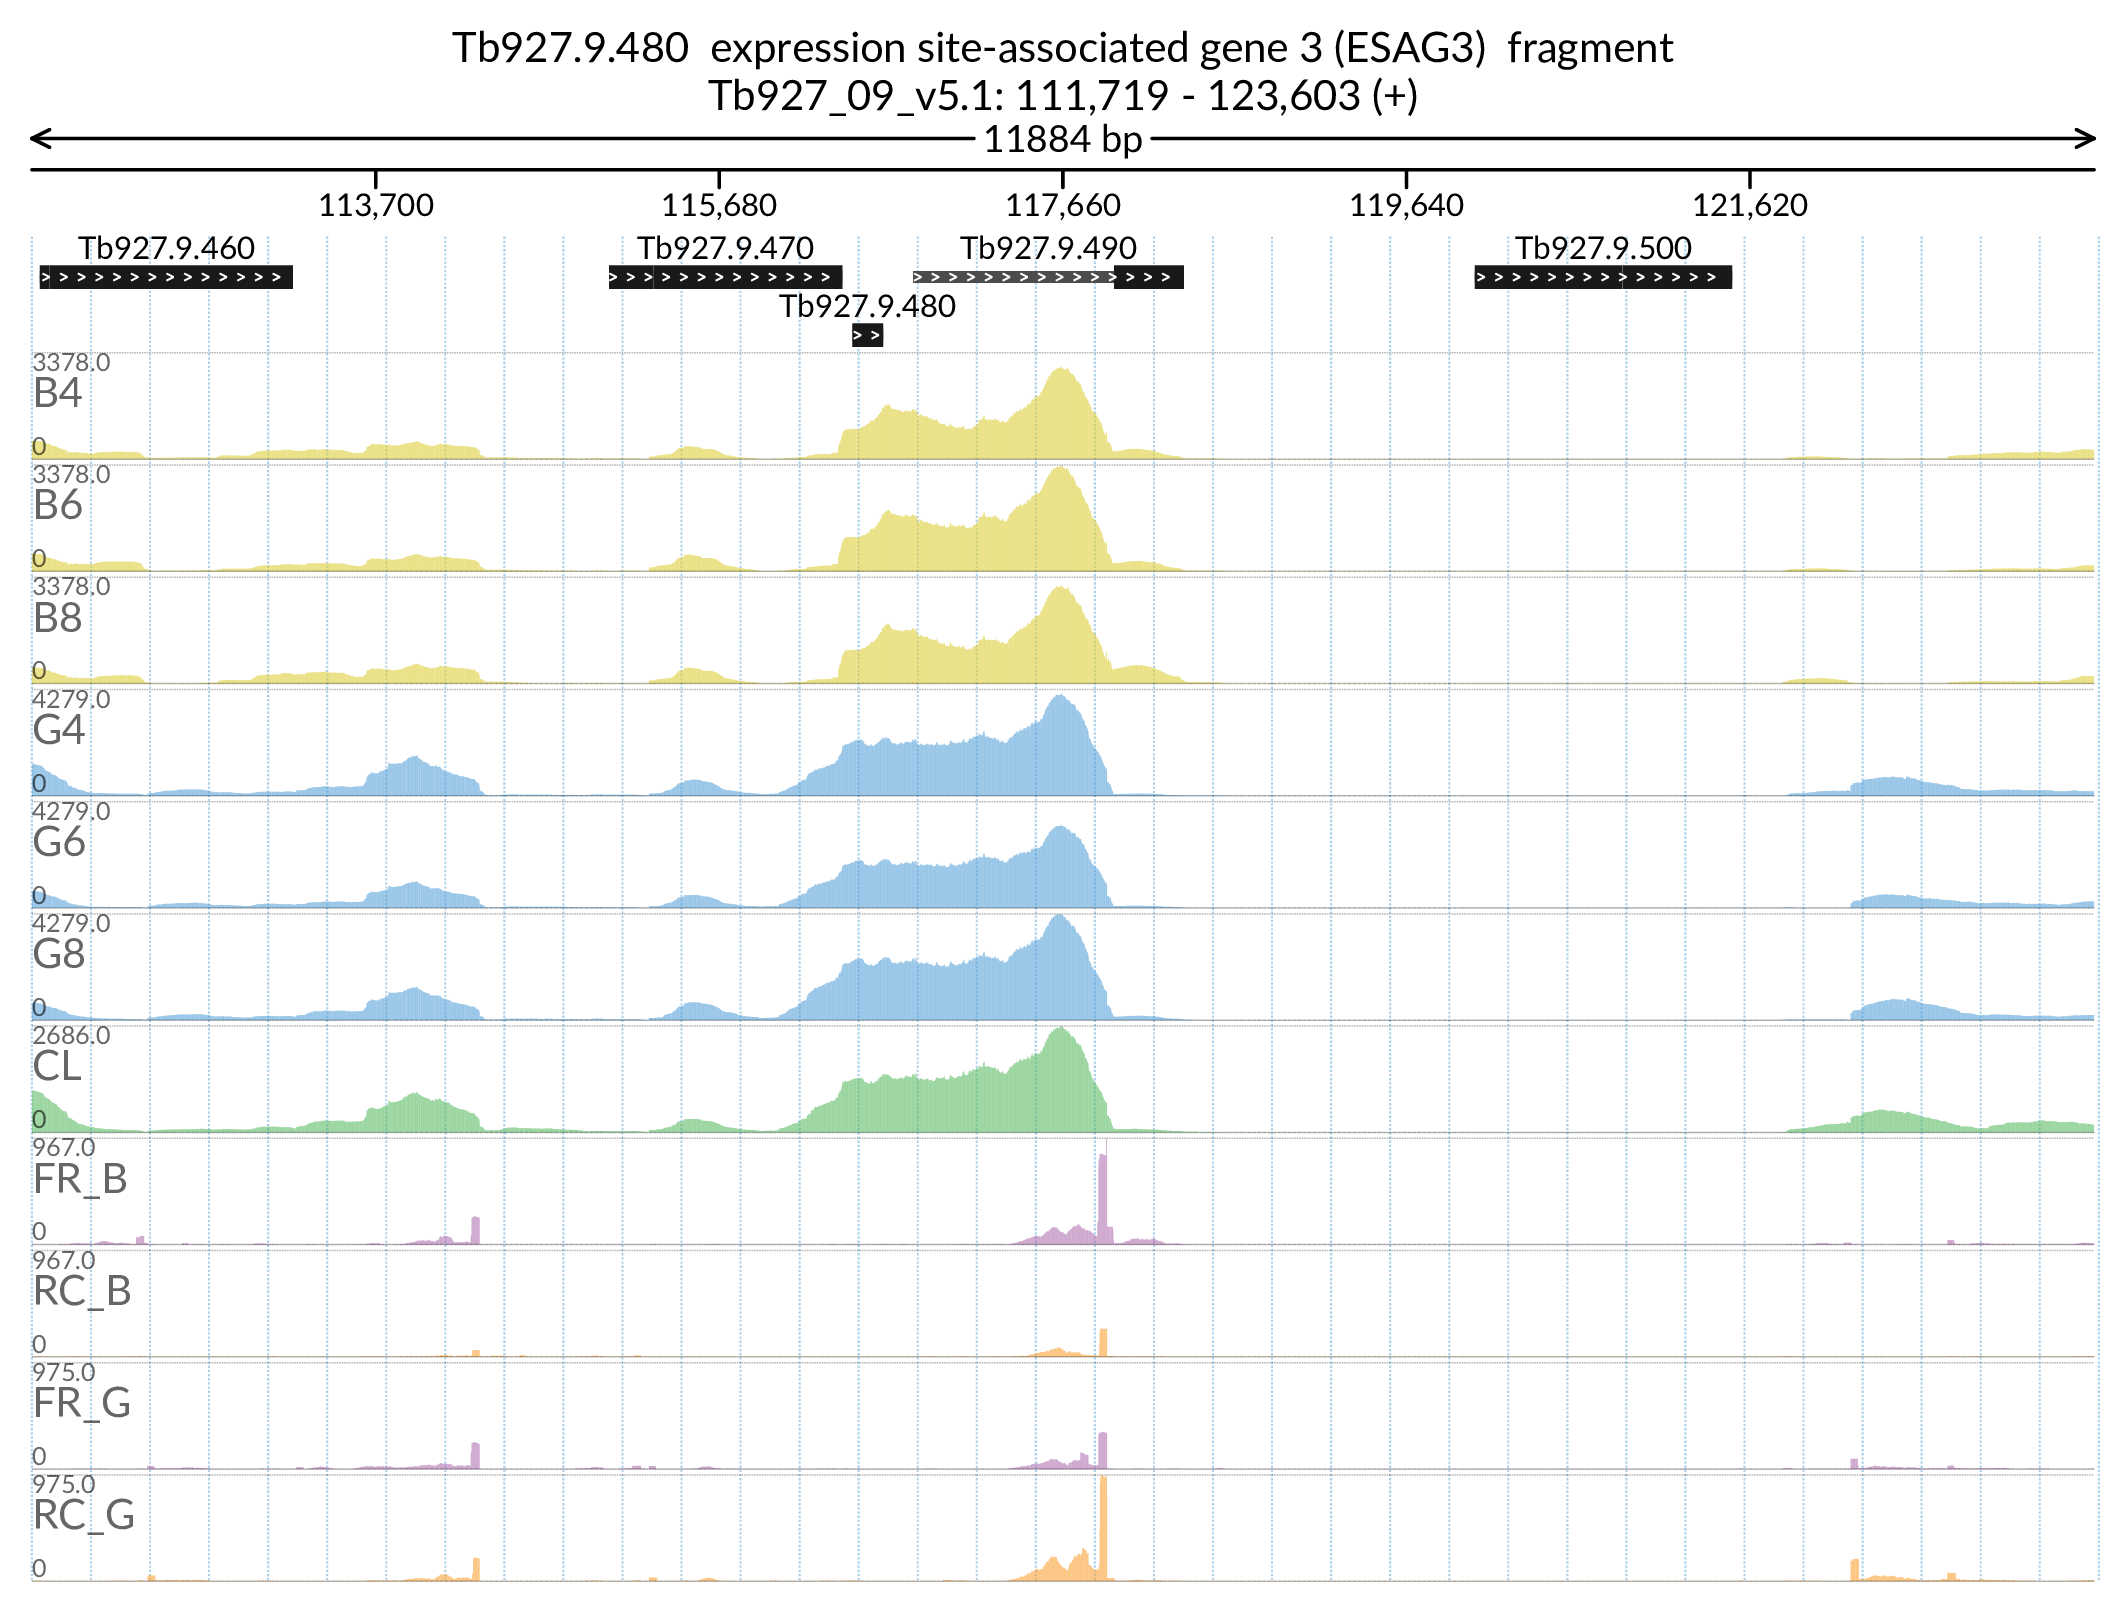 Tb927.9.480  expression site-associated gene 3 (ESAG3)  fragment
Tb927_09_v5.1: 111,719 - 123,603 (+)
11884 bp
113,700 115,680 117,660 119,640 121,620
Tb927.9.460 Tb927.9.470 Tb927.9.490 Tb927.9.500
Tb927.9.480
3378.0
B4
0
3378.0
B6
0
3378.0
B8
0
4279.0
G4
0
4279.0
G6
0
4279.0
G8
0
2686.0
CL
0
967.0
FR_B
0
967.0
RC_B
0
975.0
FR_G
0
975.0
RC_G
0